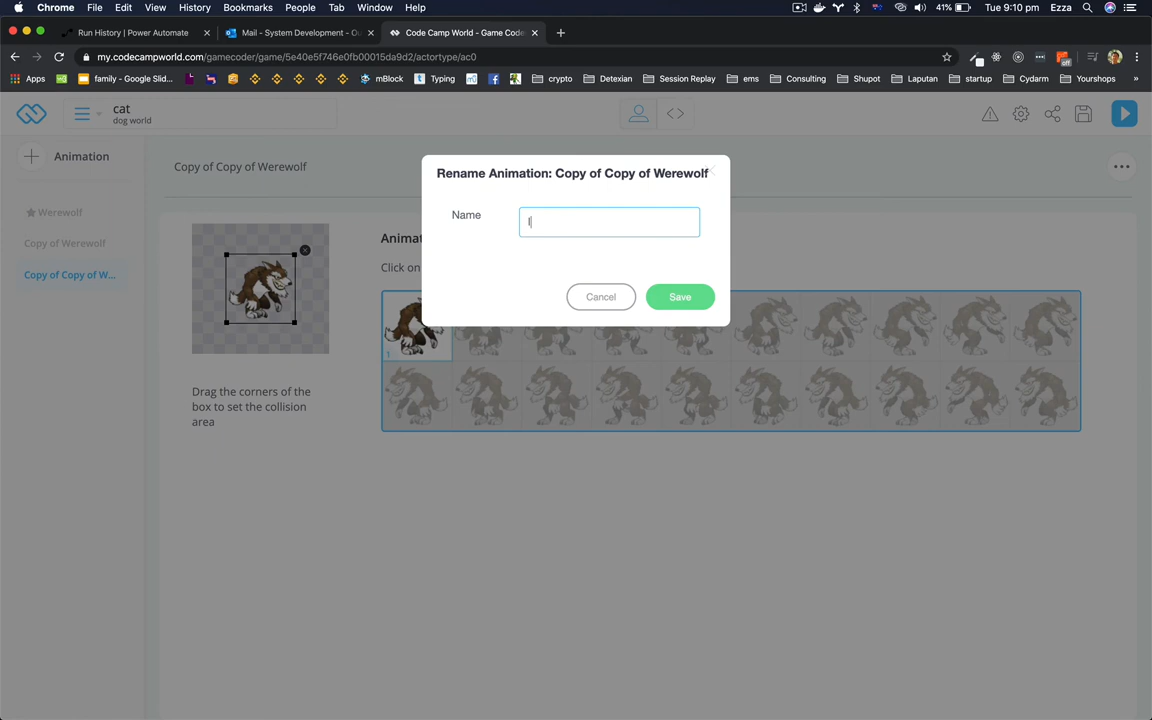 Chrome File Edit View History Bookmarks People Tab Window Help 41% Tue 9:10 pm Ezza
Run History | Power Automate Mail - System Development - Ou Code Camp World - Game Code
my.codecampworld.com/gamecoder/game/5e40e5f746e0fb00015da9d2/actortype/ac0
Apps family - Google Slid... mBlock Typing crypto Detexian Session Replay ems Consulting Shupot Laputan startup Cydarm Yourshops »
cat
dog world
Animation
Copy of Copy of Werewolf
Rename Animation: Copy of Copy of Werewolf
Werewolf
Name
I
Copy of Werewolf
Animat
Copy of Copy of W...
Click on
Cancel Save
1
Drag the corners of the
box to set the collision
area